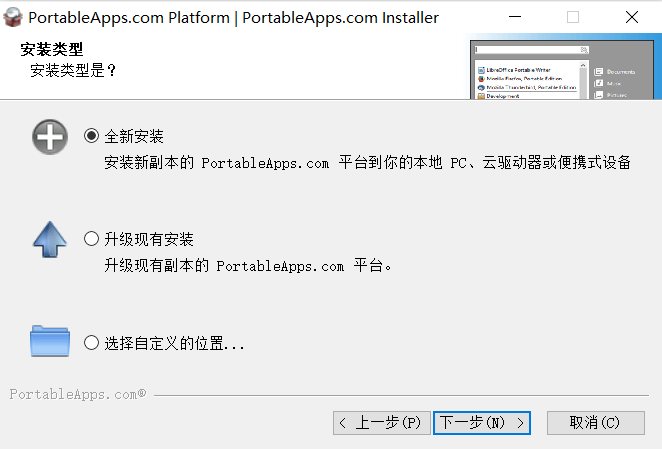 PortableApps.com Platform | PortableApps.com Installer
安装类型
安装类型是？
LibreOffice Portable Writer
Mozilla Firefox, Portable Edition
Mozilla Thunderbird, Portable Edition
Development
Documents
Music
Pictures
全新安装
安装新副本的 PortableApps.com 平台到你的本地 PC、云驱动器或便携式设备
升级现有安装
升级现有副本的 PortableApps.com 平台。
选择自定义的位置...
PortableApps.com®
< 上一步(P)
下一步(N) >
取消(C)